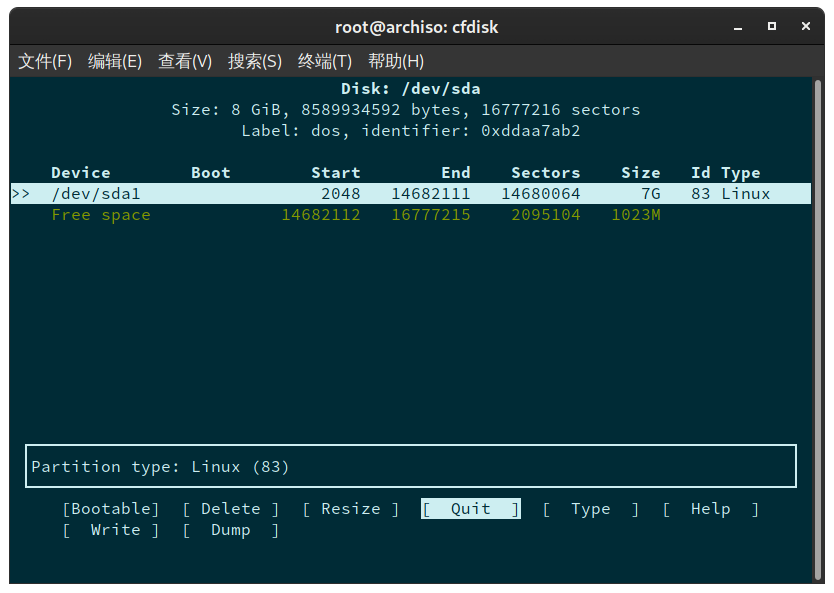 root@archiso: cfdisk
文件(F) 编辑(E) 查看(V) 搜索(S) 终端(T) 帮助(H)
Disk: /dev/sda
Size: 8 GiB, 8589934592 bytes, 16777216 sectors
Label: dos, identifier: 0xddaa7ab2
Device Boot Start End Sectors Size Id Type
>> /dev/sda1 2048 14682111 14680064 7G 83 Linux
Free space 14682112 16777215 2095104 1023M
Partition type: Linux (83)
[Bootable] [ Delete ] [ Resize ] [ Quit ] [ Type ] [ Help ]
[ Write ] [ Dump ]